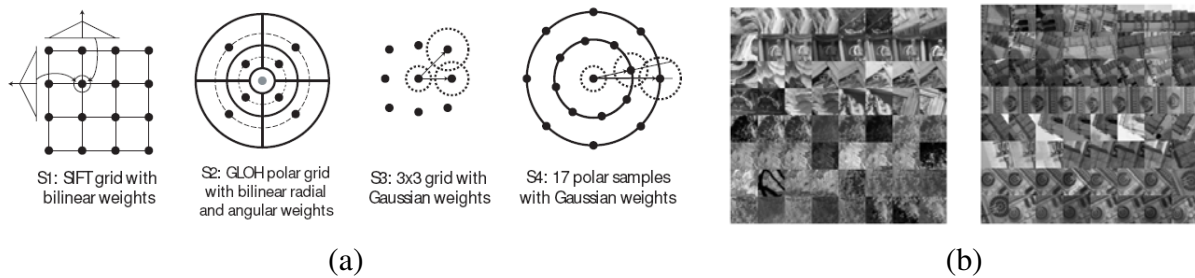 S1: SIFT grid with
bilinear weights
S2: GLOH polar grid
with bilinear radial
and angular weights
S3: 3x3 grid with
Gaussian weights
S4: 17 polar samples
with Gaussian weights
(a)
(b)